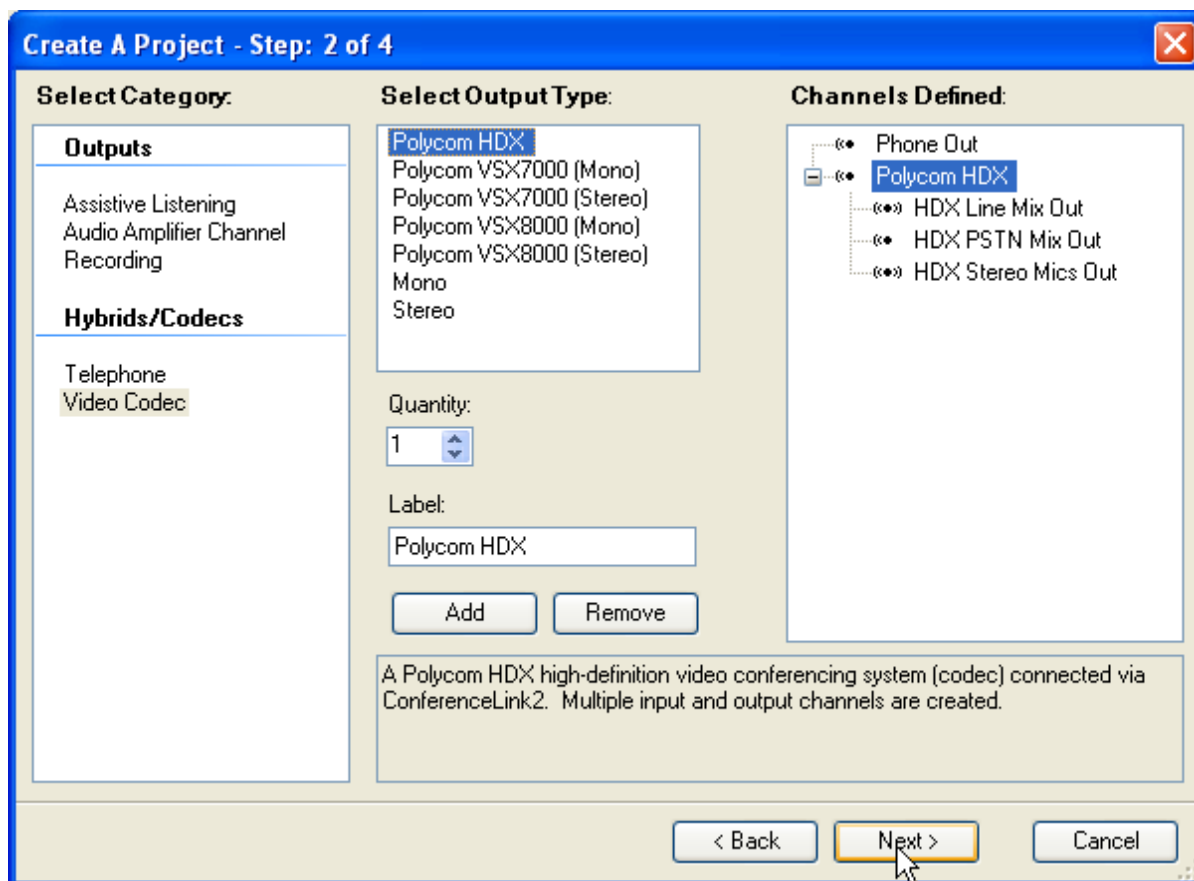 Create A Project - Step: 2 of 4
Select Category:
Outputs
Assistive Listening
Audio Amplifier Channel
Recording
Hybrids/Codecs
Telephone
Video Codec
Select Output Type:
Polycom HDX
Polycom VSX7000 (Mono)
Polycom VSX7000 (Stereo)
Polycom VSX8000 (Mono)
Polycom VSX8000 (Stereo)
Mono
Stereo
Quantity:
1
Label:
Polycom HDX
Add
Remove
Channels Defined:
Phone Out
Polycom HDX
HDX Line Mix Out
HDX PSTN Mix Out
HDX Stereo Mics Out
A Polycom HDX high-definition video conferencing system (codec) connected via
ConferenceLink2.  Multiple input and output channels are created.
< Back
Next >
Cancel